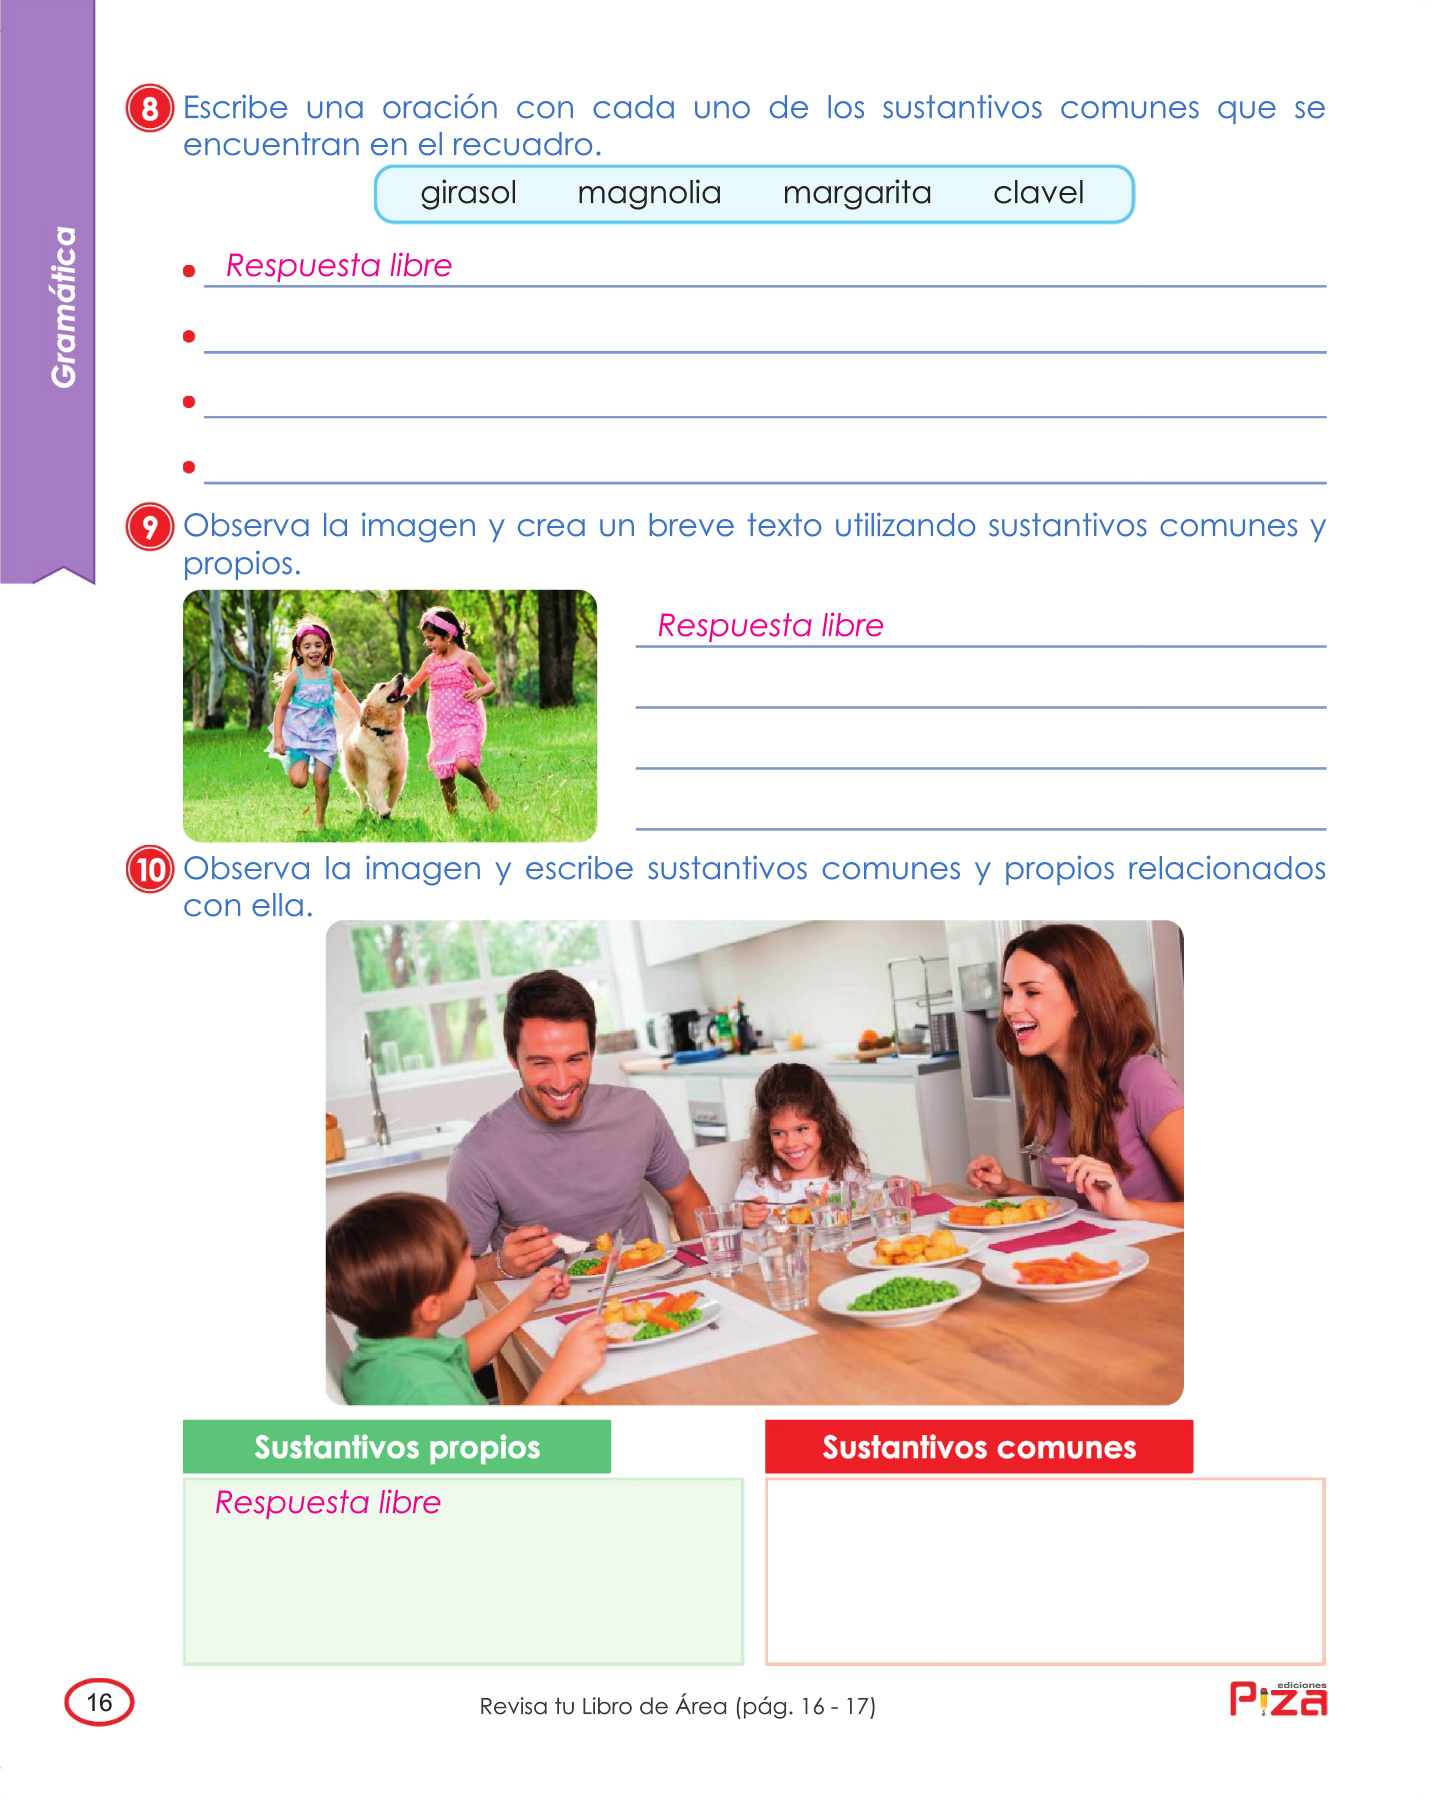 Gramática
8 Escribe una oración con cada uno de los sustantivos comunes que se
encuentran en el recuadro.
girasol magnolia margarita clavel
• Respuesta libre
•
•
•
9 Observa la imagen y crea un breve texto utilizando sustantivos comunes y
propios.
Respuesta libre
10 Observa la imagen y escribe sustantivos comunes y propios relacionados
con ella.
Sustantivos propios Sustantivos comunes
Respuesta libre
16 Revisa tu Libro de Área (pág. 16 - 17) ediciones
Piza